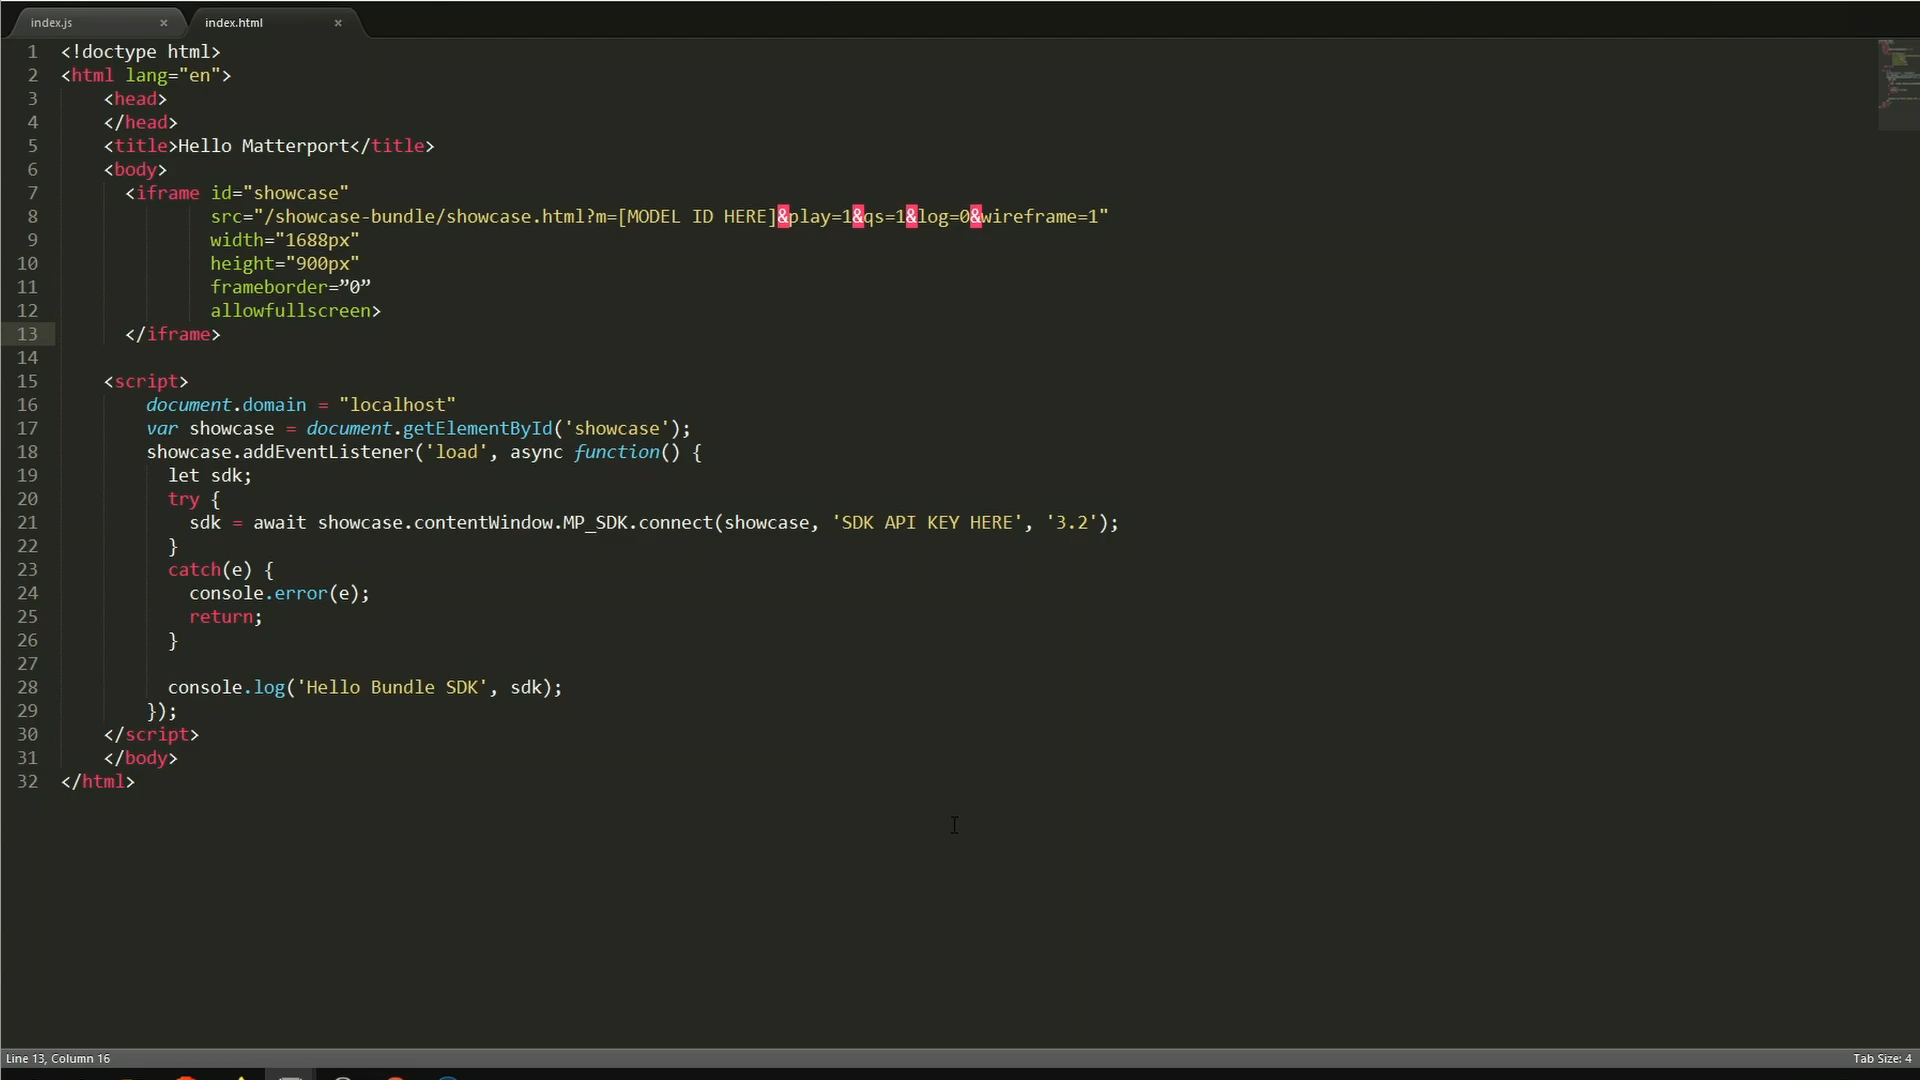 index.js × index.html ×
1 <!doctype html>
2 <html lang="en">
3 <head>
4 </head>
5 <title>Hello Matterport</title>
6 <body>
7 <iframe id="showcase"
8 src="/showcase-bundle/showcase.html?m=[MODEL ID HERE]&play=1&qs=1&log=0&wireframe=1"
9 width="1688px"
10 height="900px"
11 frameborder=”0”
12 allowfullscreen>
13 </iframe>
14
15 <script>
16 document.domain = "localhost"
17 var showcase = document.getElementById('showcase');
18 showcase.addEventListener('load', async function() {
19 let sdk;
20 try {
21 sdk = await showcase.contentWindow.MP_SDK.connect(showcase, 'SDK API KEY HERE', '3.2');
22 }
23 catch(e) {
24 console.error(e);
25 return;
26 }
27
28 console.log('Hello Bundle SDK', sdk);
29 });
30 </script>
31 </body>
32 </html>
Line 13, Column 16 Tab Size: 4